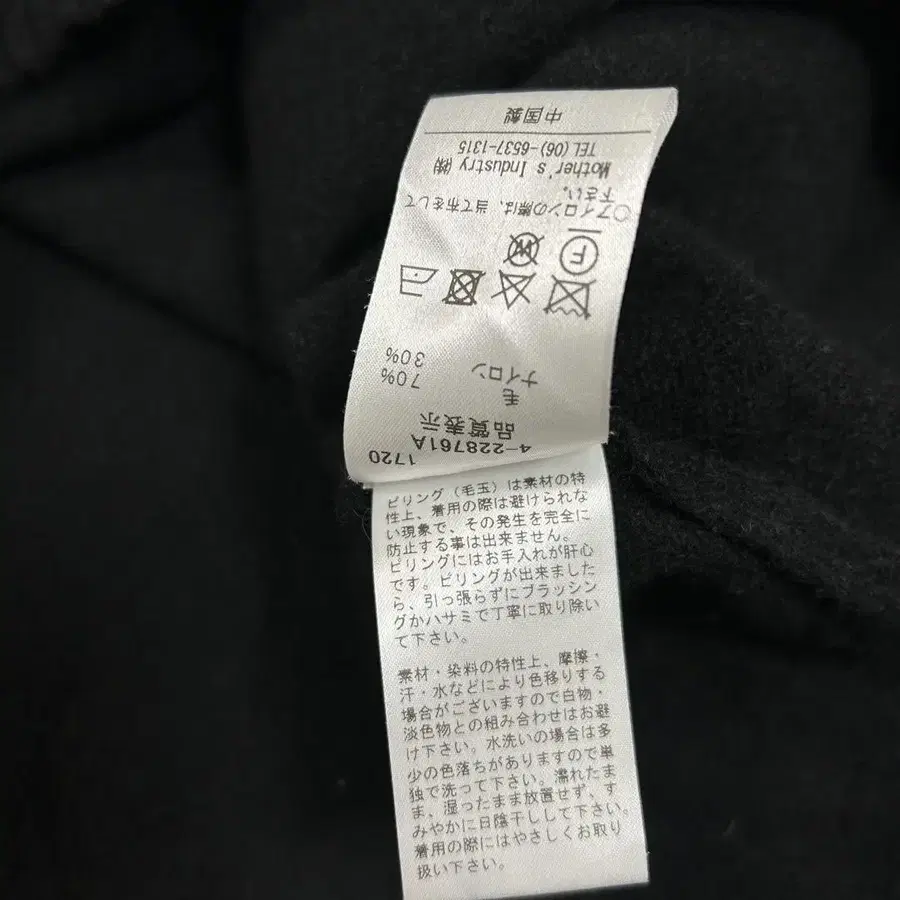 1720
4-228761A
品質表示
毛 70%
ナイロン 30%
F
W
○アイロンの際は、当て布をして
下さい。
Mother's Industry ㈱
TEL (06)-6537-1315
中国製
ピリング（毛玉）は素材の特
性上、着用の際は避けられな
い現象で、その発生を完全に
防止する事は出来ません。
ピリングにはお手入れが肝心
です。ピリングが出来ました
ら、引っ張らずにブラッシン
グかハサミで丁寧に取り除い
て下さい。
素材・染料の特性上、摩擦・
汗・水などにより色移りする
場合がございますので白物・
淡色物との組み合わせはお避
け下さい。水洗いの場合は多
少の色落ちがありますので単
独で洗って下さい。濡れたま
ま、湿ったまま放置せず、す
みやかに日陰干しして下さい。
着用の際にはやさしくお取り
扱い下さい。